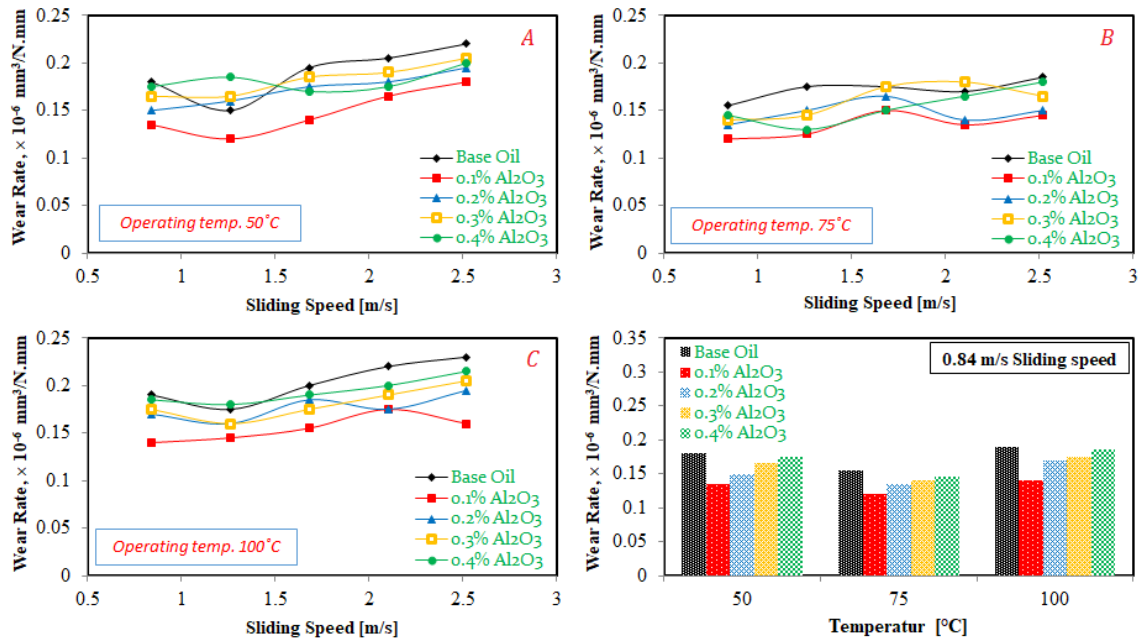 Wear Rate, × 10⁻⁶ mm³/N.mm
0.25
0.2
0.15
0.1
0.05
0
A
Base Oil
0.1% Al2O3
0.2% Al2O3
0.3% Al2O3
0.4% Al2O3
Operating temp. 50˚C
0.5
1
1.5
2
2.5
3
Sliding Speed [m/s]
Wear Rate, × 10⁻⁶ mm³/N.mm
0.25
0.2
0.15
0.1
0.05
0
B
Base Oil
0.1% Al2O3
0.2% Al2O3
0.3% Al2O3
0.4% Al2O3
Operating temp. 75˚C
0.5
1
1.5
2
2.5
3
Sliding Speed [m/s]
Wear Rate, × 10⁻⁶ mm³/N.mm
0.25
0.2
0.15
0.1
0.05
0
C
Base Oil
0.1% Al2O3
0.2% Al2O3
0.3% Al2O3
0.4% Al2O3
Operating temp. 100˚C
0.5
1
1.5
2
2.5
3
Sliding Speed [m/s]
Wear Rate, × 10⁻⁶ mm³/N.mm
0.35
0.3
0.25
0.2
0.15
0.1
0.05
0
Base Oil
0.1% Al2O3
0.2% Al2O3
0.3% Al2O3
0.4% Al2O3
0.84 m/s Sliding speed
50
75
100
Temperatur [°C]